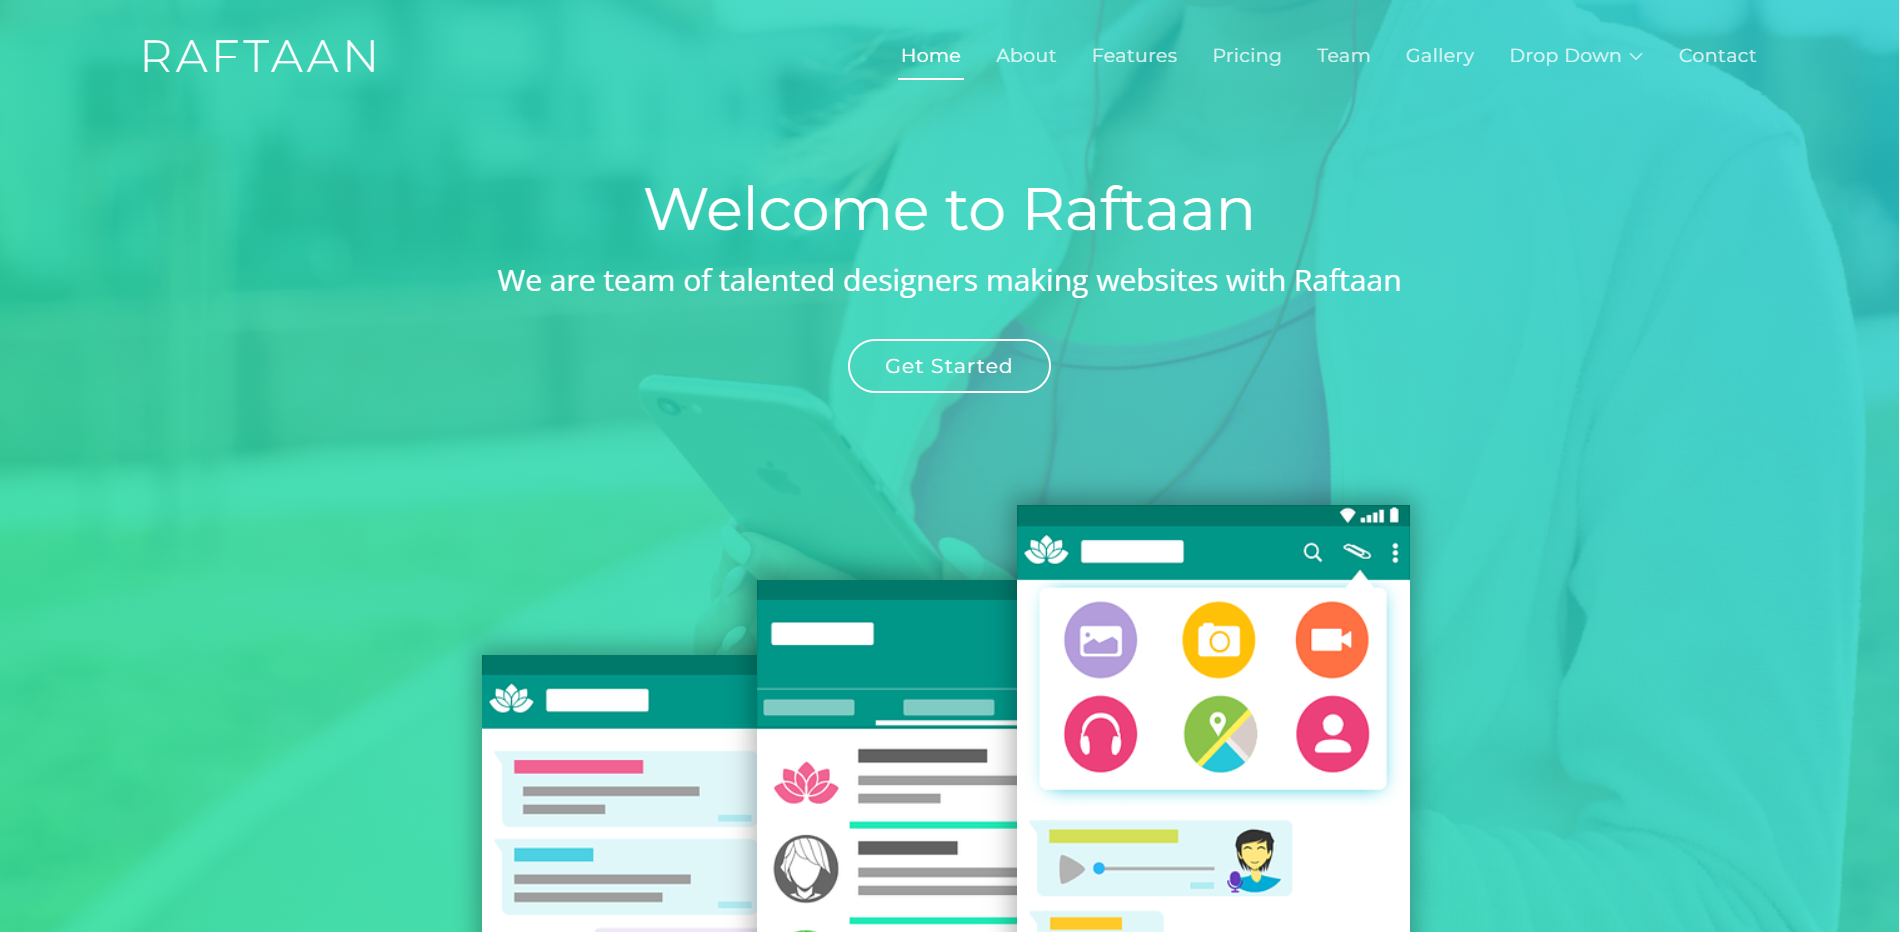 RAFTAAN
Home About Features Pricing Team Gallery Drop Down Contact
Welcome to Raftaan
We are team of talented designers making websites with Raftaan
Get Started